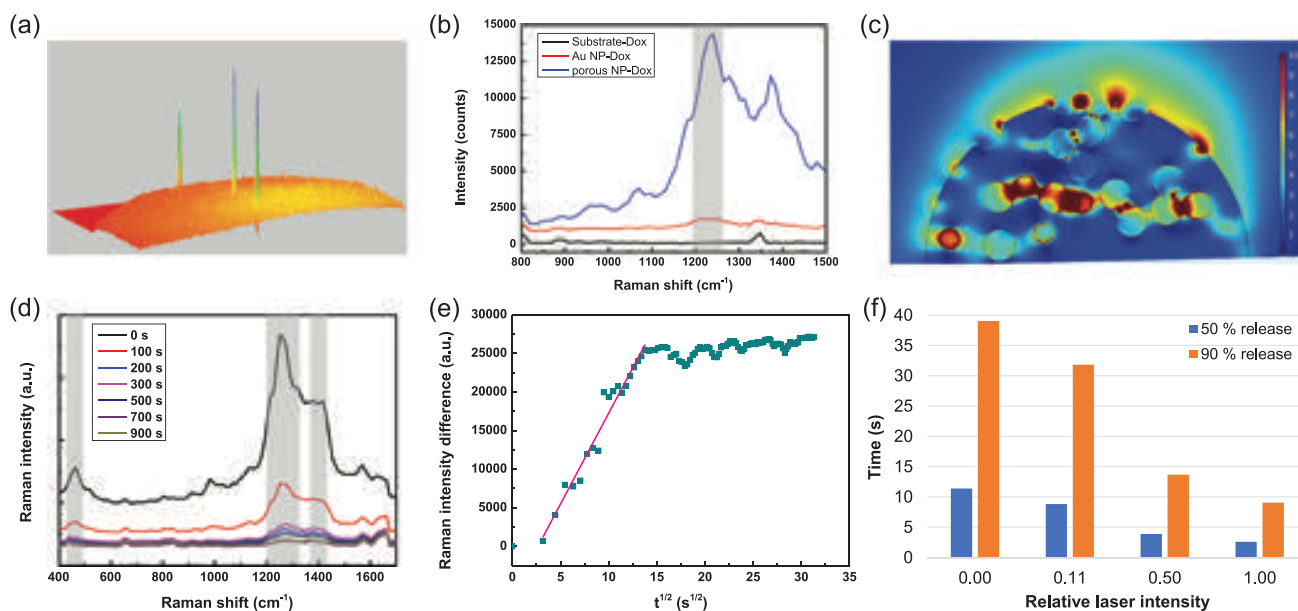 (a)
(b)
15000
12500
10000
7500
5000
2500
0
Intensity (counts)
Substrate-Dox
Au NP-Dox
porous NP-Dox
800 900 1000 1100 1200 1300 1400 1500
Raman shift (cm⁻¹)
(c)
(d)
Raman intensity (a.u.)
0 s
100 s
200 s
300 s
500 s
700 s
900 s
400 600 800 1000 1200 1400 1600
Raman shift (cm⁻¹)
(e)
30000
25000
20000
15000
10000
5000
0
Raman intensity difference (a.u.)
0 5 10 15 20 25 30 35
t¹ᐟ² (s¹ᐟ²)
(f)
40
35
30
25
20
15
10
5
0
Time (s)
50 % release
90 % release
0.00 0.11 0.50 1.00
Relative laser intensity